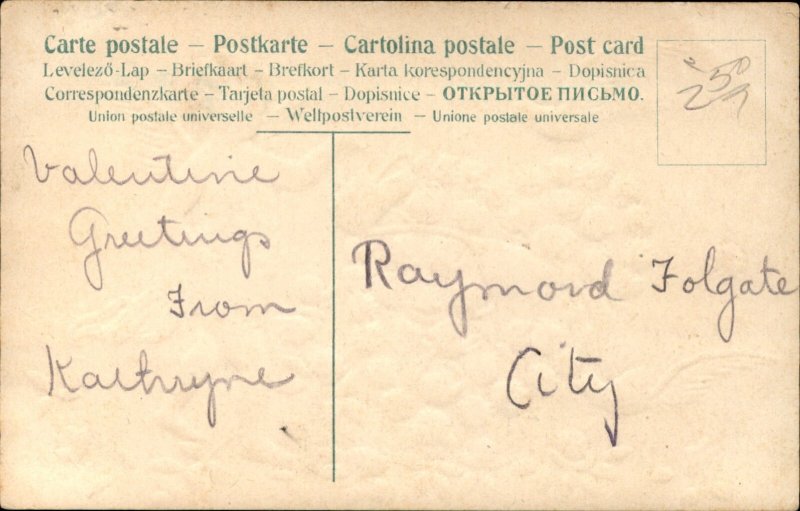 Carte postale – Postkarte – Cartolina postale – Post card
Levelező-Lap – Briefkaart – Brefkort – Karta korespondencyjna – Dopisnica
Correspondenzkarte – Tarjeta postal – Dopisnice – ОТКРЫТОЕ ПИСЬМО.
Union postale universelle – Weltpostverein – Unione postale universale
Valentine
Greetings
From
Kathryne
Raymond Folgate
City